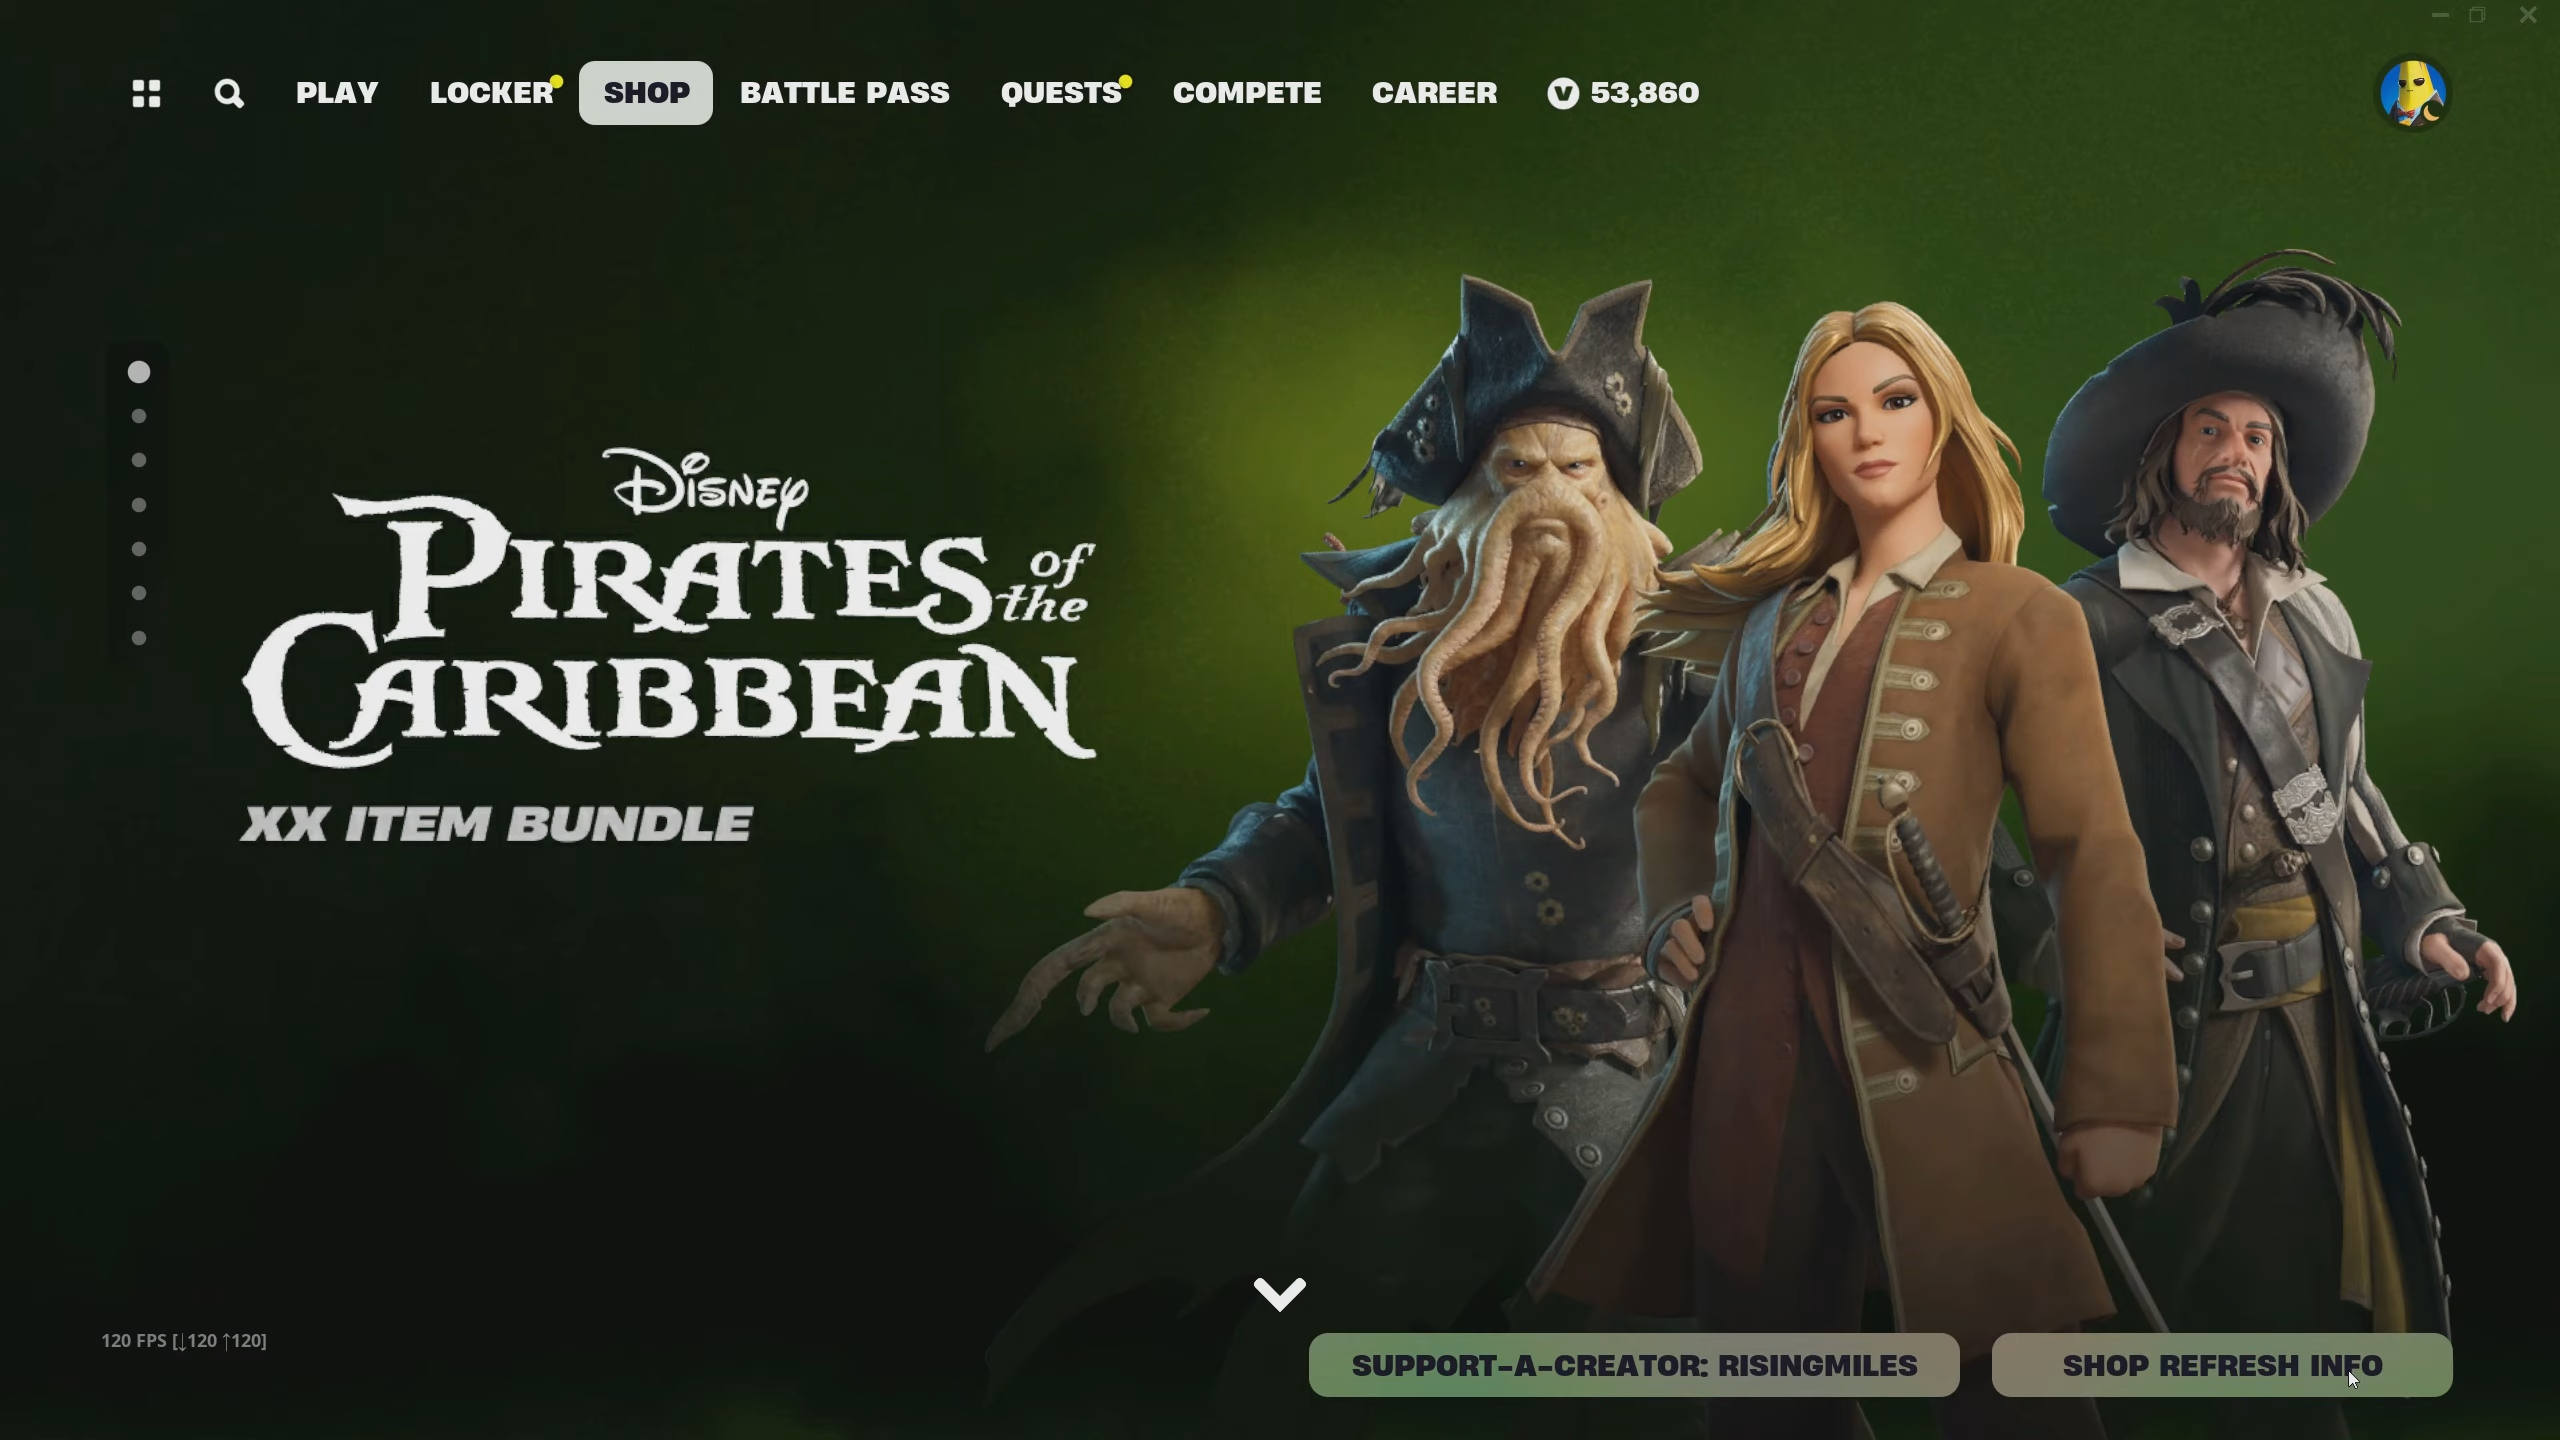 PLAY LOCKER SHOP BATTLE PASS QUESTS COMPETE CAREER V 53,860
DISNEY
PIRATES of the
CARIBBEAN
XX ITEM BUNDLE
120 FPS [↓120 ↑120]
SUPPORT-A-CREATOR: RISINGMILES
SHOP REFRESH INFO